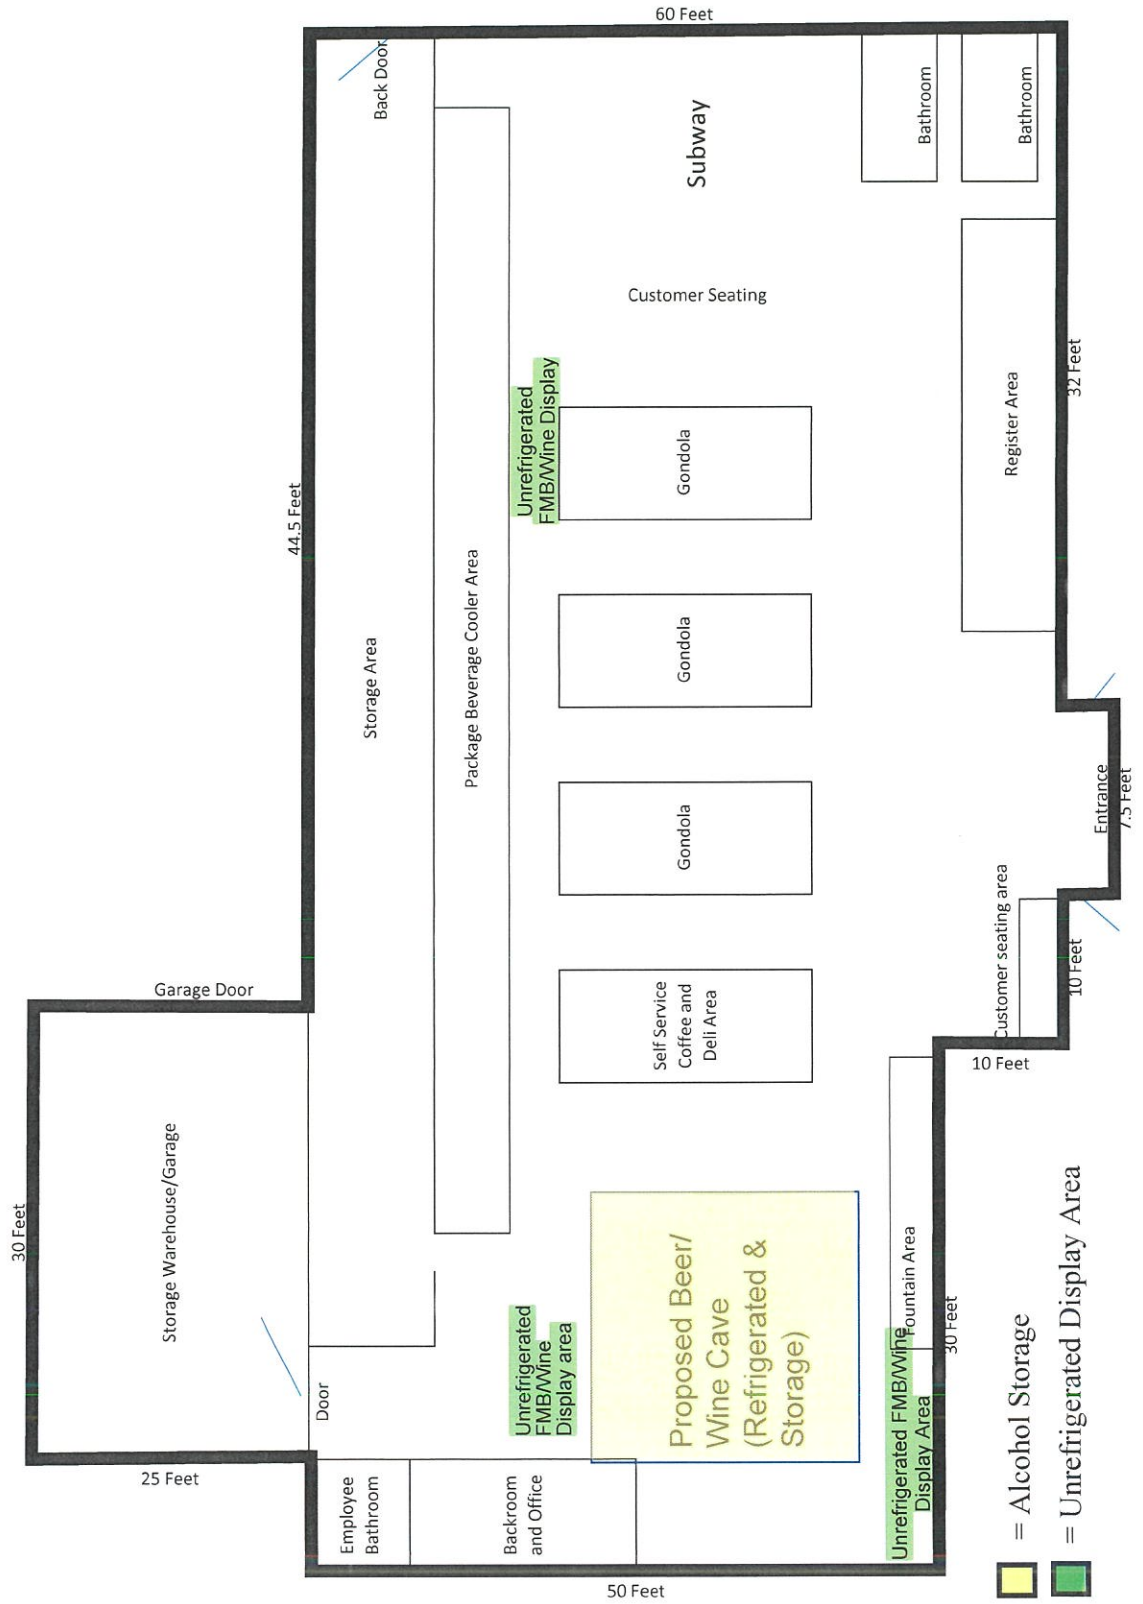 60 Feet
Back Door
Bathroom
Bathroom
Subway
Customer Seating
44.5 Feet
Unrefrigerated
FMB/Wine Display
Gondola
Register Area
32 Feet
Storage Area
Package Beverage Cooler Area
Gondola
Gondola
Entrance
7.5 Feet
Customer seating area
10 Feet
Garage Door
Self Service
Coffee and
Deli Area
10 Feet
30 Feet
Storage Warehouse/Garage
Proposed Beer/
Wine Cave
(Refrigerated &
Storage)
Fountain Area
30 Feet
Door
Unrefrigerated
FMB/Wine
Display area
Unrefrigerated FMB/Wine
Display Area
25 Feet
Employee
Bathroom
Backroom
and Office
50 Feet
= Alcohol Storage
= Unrefrigerated Display Area